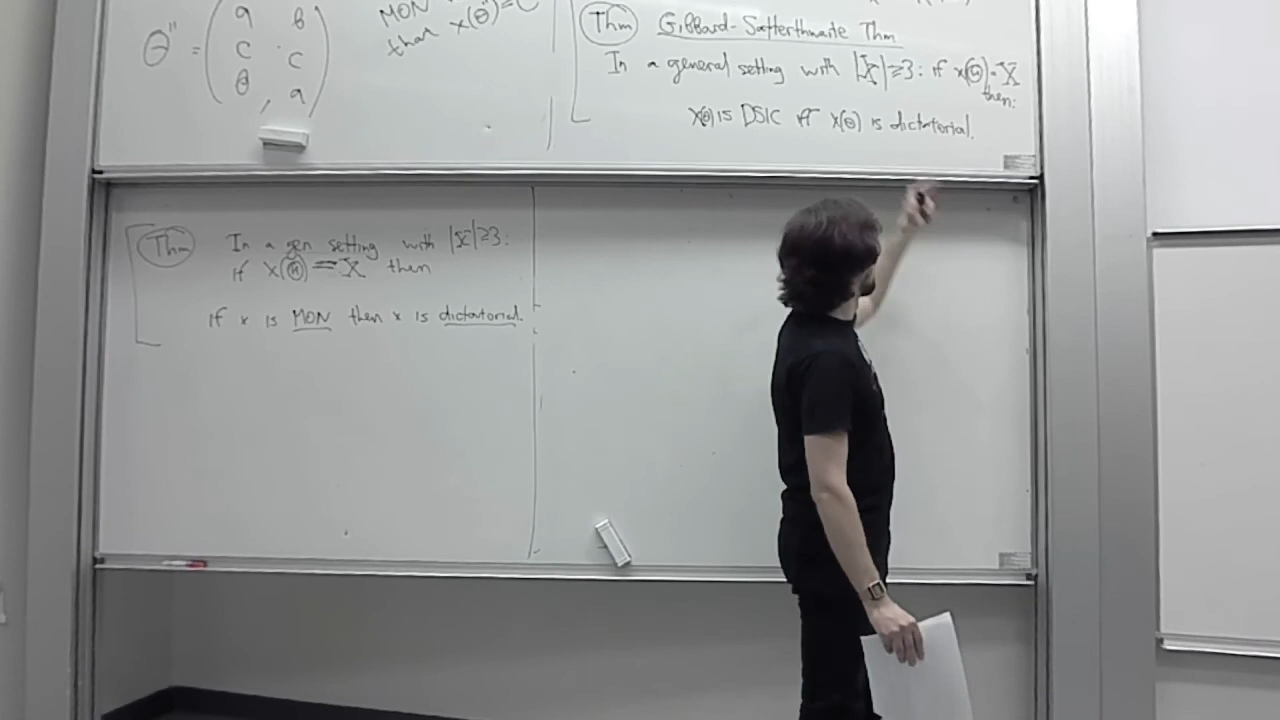 Θ'' = ( a b
c c
θ , a )
MON
than x(Θ'')=C
Thm Gibbard-Satterthwaite Thm
In a general setting with |X|≥3: if x(Θ)=X
then:
x(θ) is DSIC iff x(θ) is dictatorial.
Thm In a gen setting with |X|≥3:
if x(Θ) = X then
if x is MON then x is dictatorial.